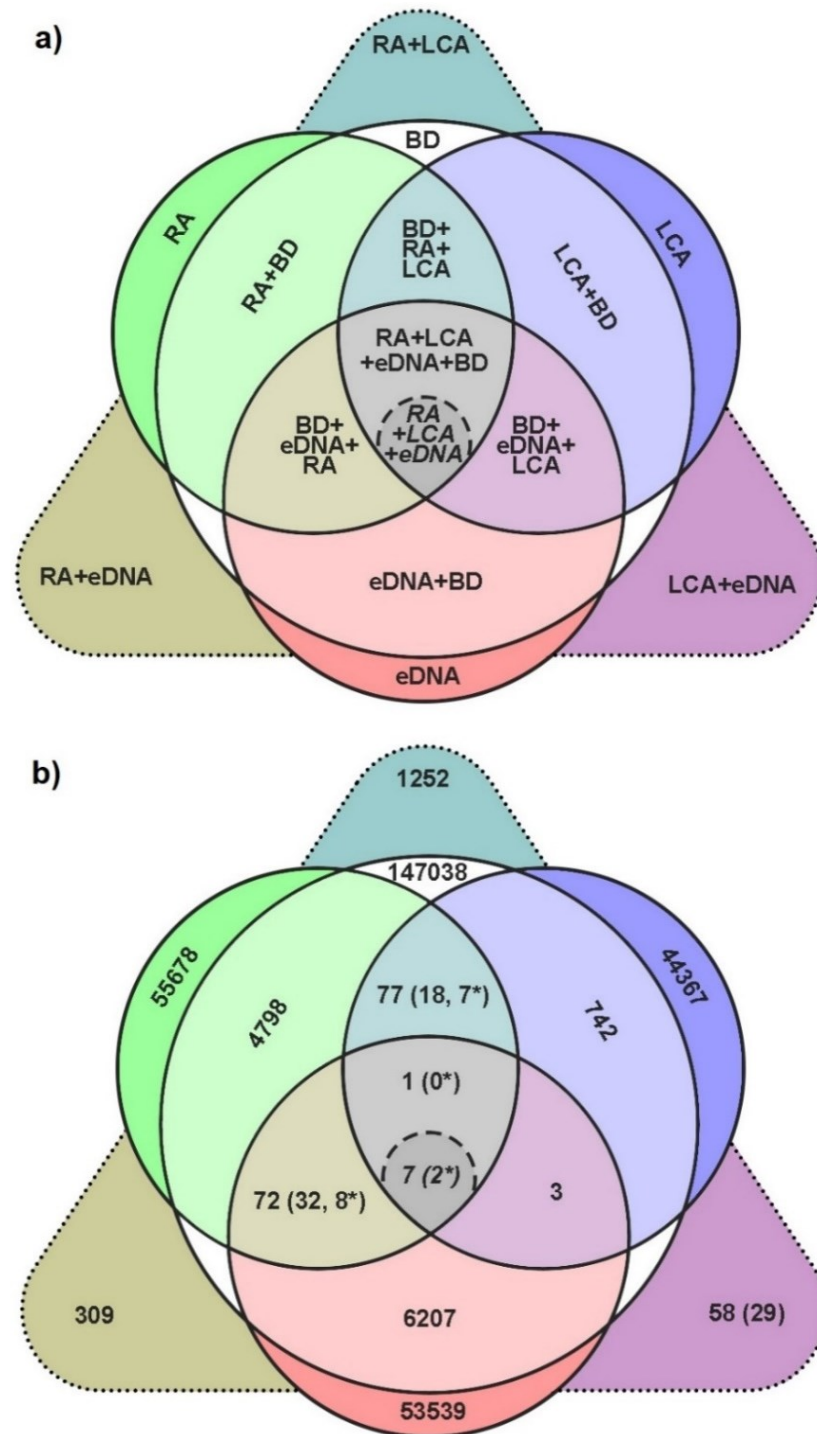 a)
RA+LCA
BD
RA
LCA
RA+BD
BD+
RA+
LCA
LCA+BD
RA+LCA
+eDNA+BD
BD+
eDNA+
RA
RA
+LCA
+eDNA
BD+
eDNA+
LCA
RA+eDNA
eDNA+BD
LCA+eDNA
eDNA
b)
1252
147038
55678
44367
4798
77 (18, 7*)
742
1 (0*)
7 (2*)
72 (32, 8*)
3
309
6207
58 (29)
53539